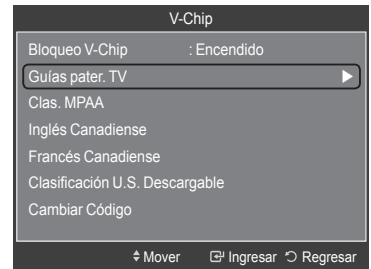 V-Chip
Bloqueo V-Chip : Encendido
Guías pater. TV
Clas. MPAA
Inglés Canadiense
Francés Canadiense
Clasificación U.S. Descargable
Cambiar Código
Mover Ingresar Regresar